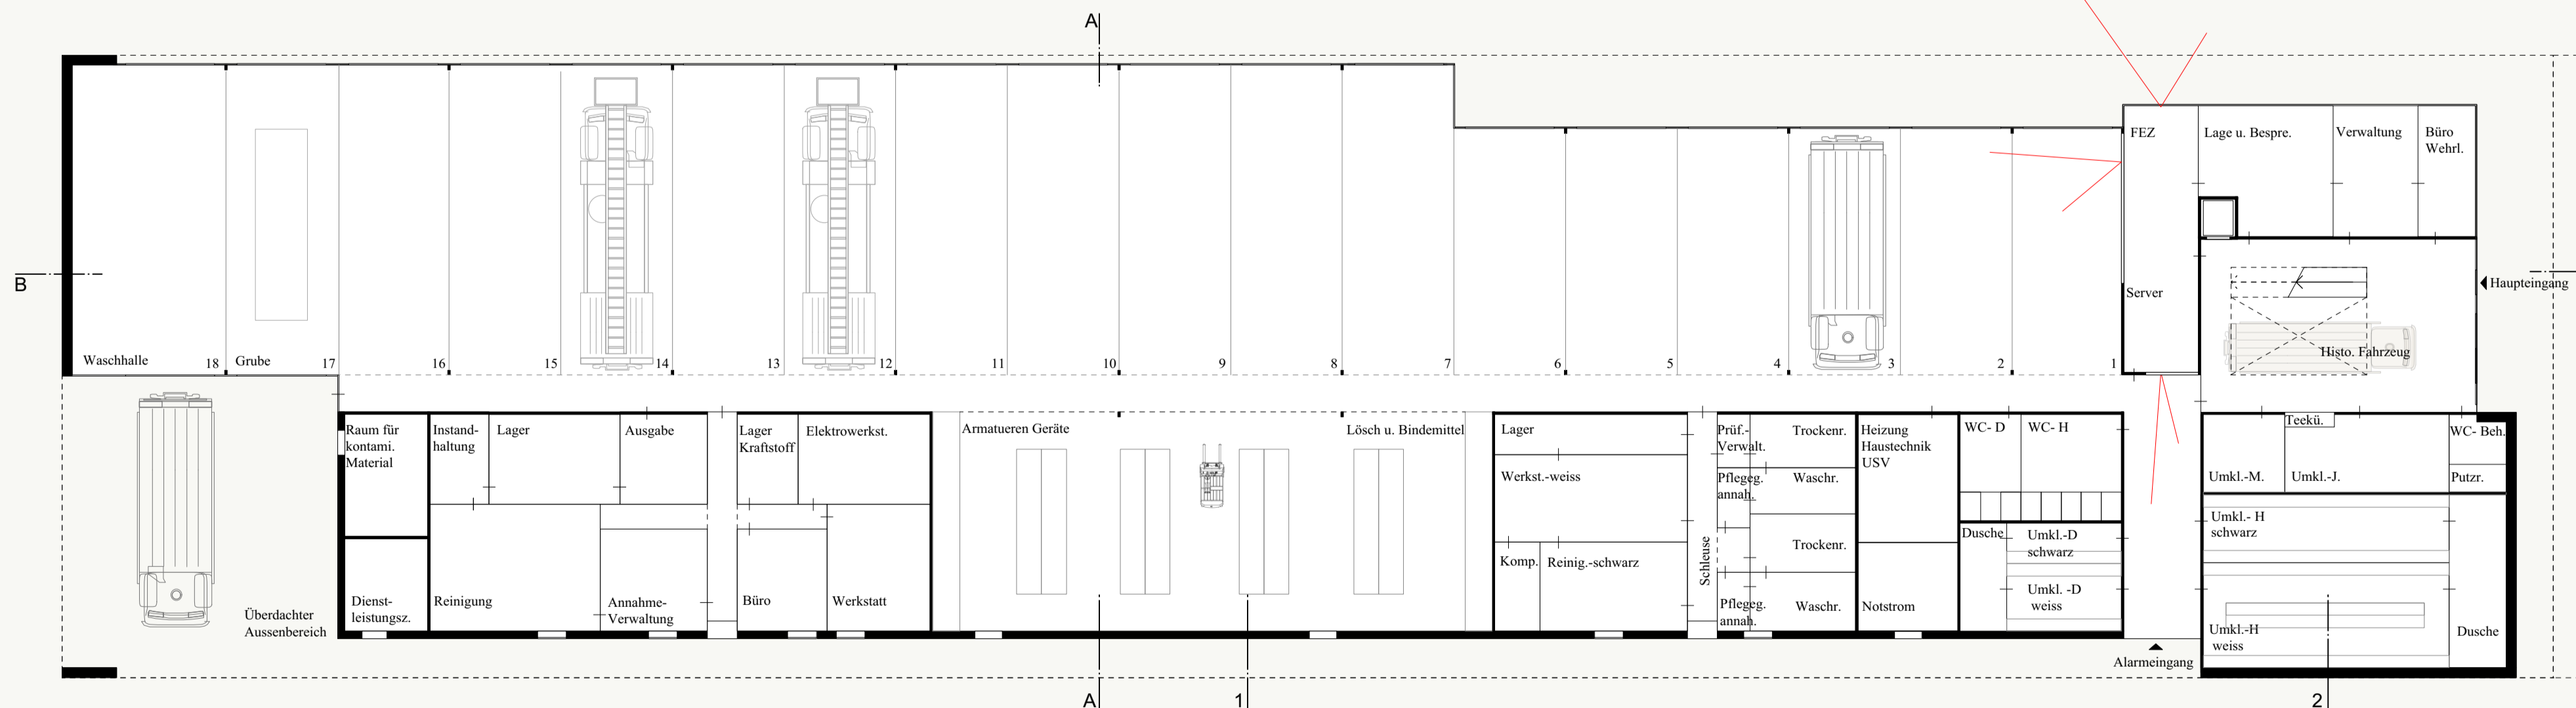 A
B
FEZ
Lage u. Bespre.
Verwaltung
Büro
Wehrl.
Server
Haupteingang
Histo. Fahrzeug
Waschhalle
18
Grube
17
16
15
14
13
12
11
10
9
8
7
6
5
4
3
2
1
Raum für
kontami.
Material
Instand-
haltung
Lager
Ausgabe
Lager
Kraftstoff
Elektrowerkst.
Armatueren Geräte
Lösch u. Bindemittel
Lager
Werkst.-weiss
Komp.
Reinig.-schwarz
Schleuse
Prüf.-
Verwalt.
Trockenr.
Pflegeg.
annah.
Waschr.
Trockenr.
Pflegeg.
annah.
Waschr.
Heizung
Haustechnik
USV
Notstrom
WC- D
WC- H
Dusche
Umkl.-D
schwarz
Umkl. -D
weiss
Teekü.
Umkl.-M.
Umkl.-J.
WC- Beh.
Putzr.
Umkl.- H
schwarz
Umkl.-H
weiss
Dusche
Dienst-
leistungsz.
Reinigung
Annahme-
Verwaltung
Büro
Werkstatt
Überdachter
Aussenbereich
Alarmeingang
A
1
2